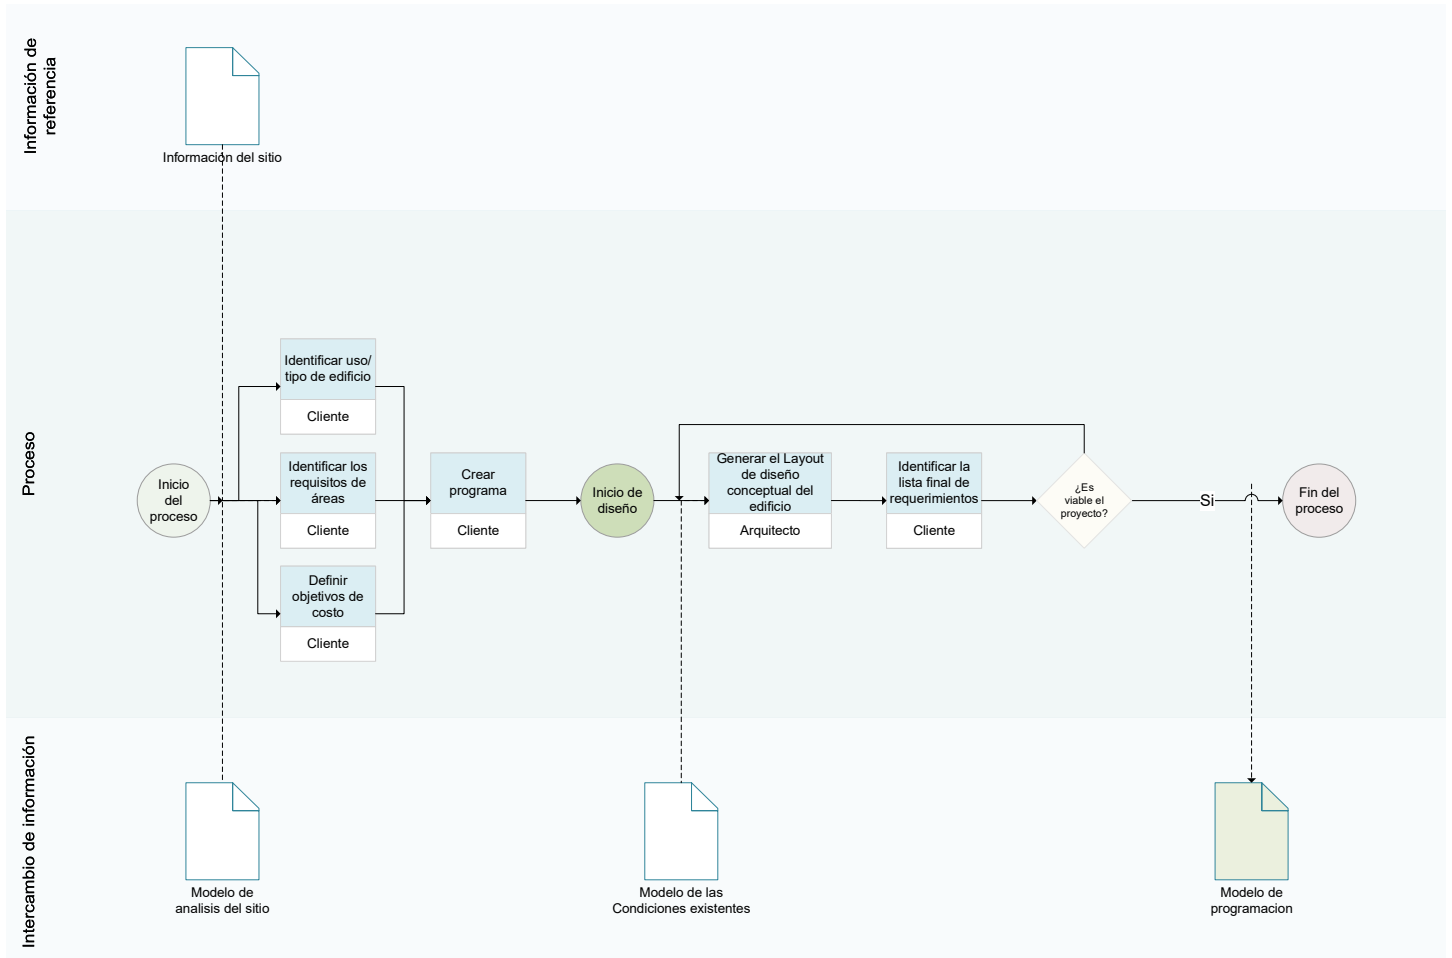 Información de
referencia
Información del sitio
Proceso
Inicio
del
proceso
Identificar uso/
tipo de edificio
Cliente
Identificar los
requisitos de
áreas
Cliente
Definir
objetivos de
costo
Cliente
Crear
programa
Cliente
Inicio de
diseño
Generar el Layout
de diseño
conceptual del
edificio
Arquitecto
Identificar la
lista final de
requerimientos
Cliente
¿Es
viable el
proyecto?
Si
Fin del
proceso
Intercambio de información
Modelo de
analisis del sitio
Modelo de las
Condiciones existentes
Modelo de
programacion